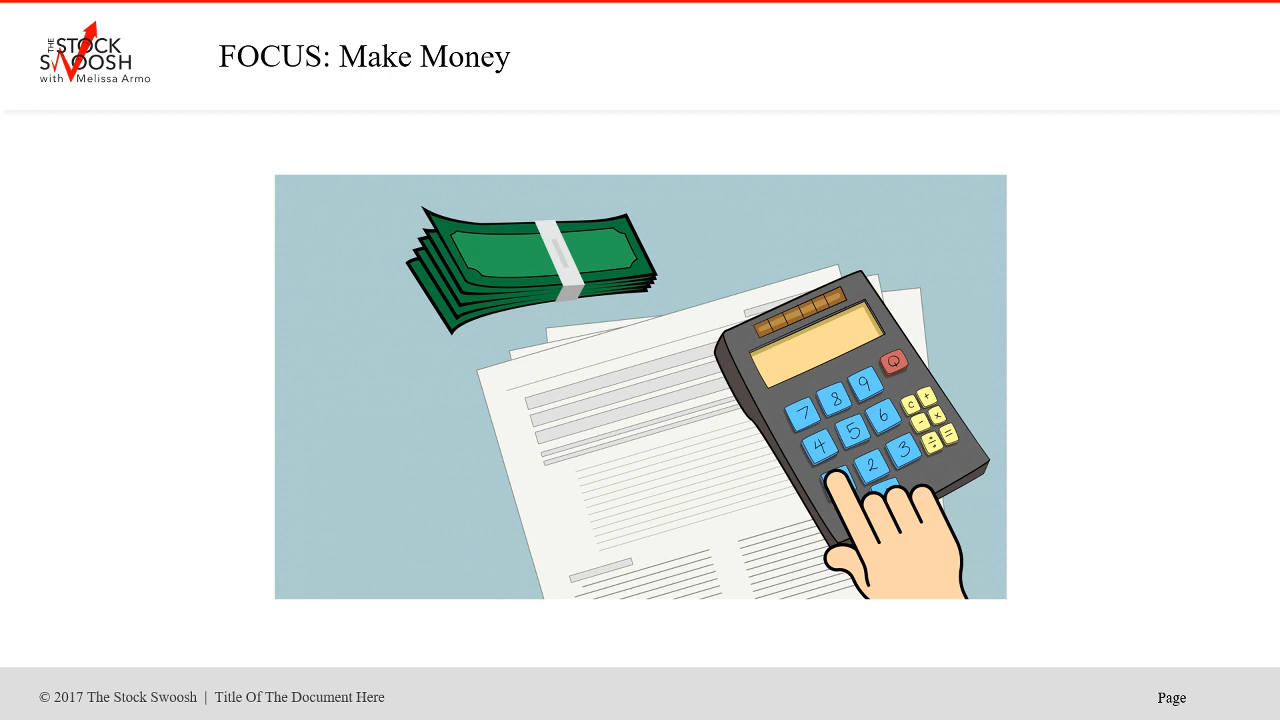 THE STOCK
SWOOSH
with Melissa Armo
FOCUS: Make Money
7 8 9
C +
4 5 6
- x
2 3
÷ =
© 2017 The Stock Swoosh | Title Of The Document Here
Page